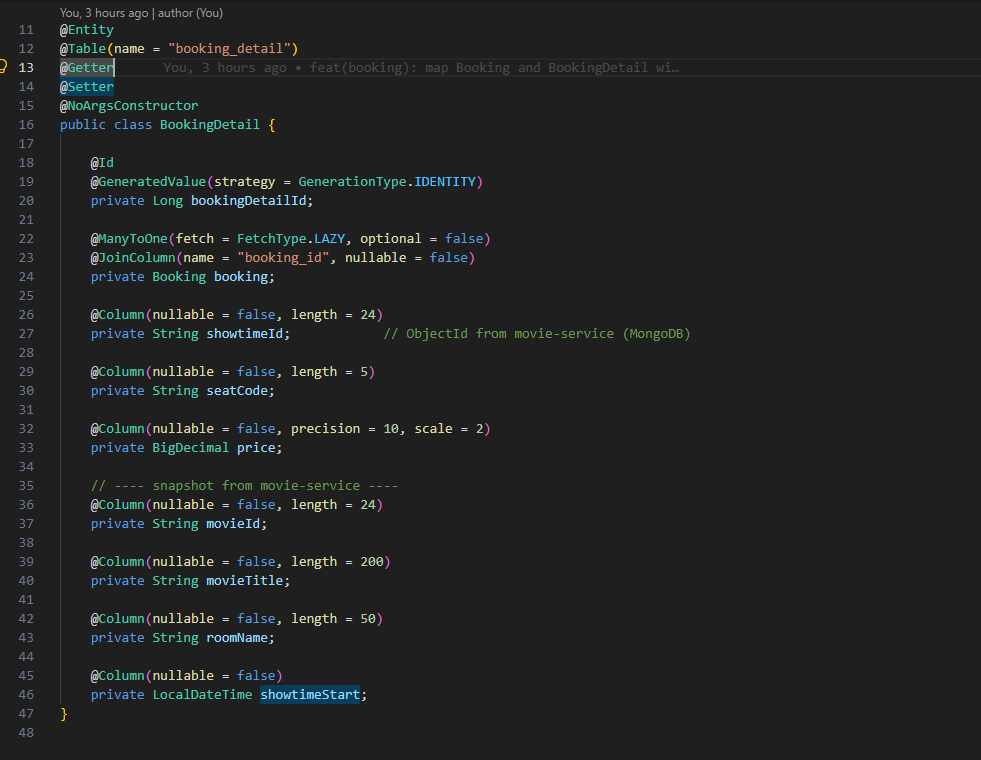 You, 3 hours ago | author (You)
11 @Entity
12 @Table(name = "booking_detail")
13 @Getter You, 3 hours ago • feat(booking): map Booking and BookingDetail wi…
14 @Setter
15 @NoArgsConstructor
16 public class BookingDetail {
17
18 @Id
19 @GeneratedValue(strategy = GenerationType.IDENTITY)
20 private Long bookingDetailId;
21
22 @ManyToOne(fetch = FetchType.LAZY, optional = false)
23 @JoinColumn(name = "booking_id", nullable = false)
24 private Booking booking;
25
26 @Column(nullable = false, length = 24)
27 private String showtimeId; // ObjectId from movie-service (MongoDB)
28
29 @Column(nullable = false, length = 5)
30 private String seatCode;
31
32 @Column(nullable = false, precision = 10, scale = 2)
33 private BigDecimal price;
34
35 // ---- snapshot from movie-service ----
36 @Column(nullable = false, length = 24)
37 private String movieId;
38
39 @Column(nullable = false, length = 200)
40 private String movieTitle;
41
42 @Column(nullable = false, length = 50)
43 private String roomName;
44
45 @Column(nullable = false)
46 private LocalDateTime showtimeStart;
47 }
48